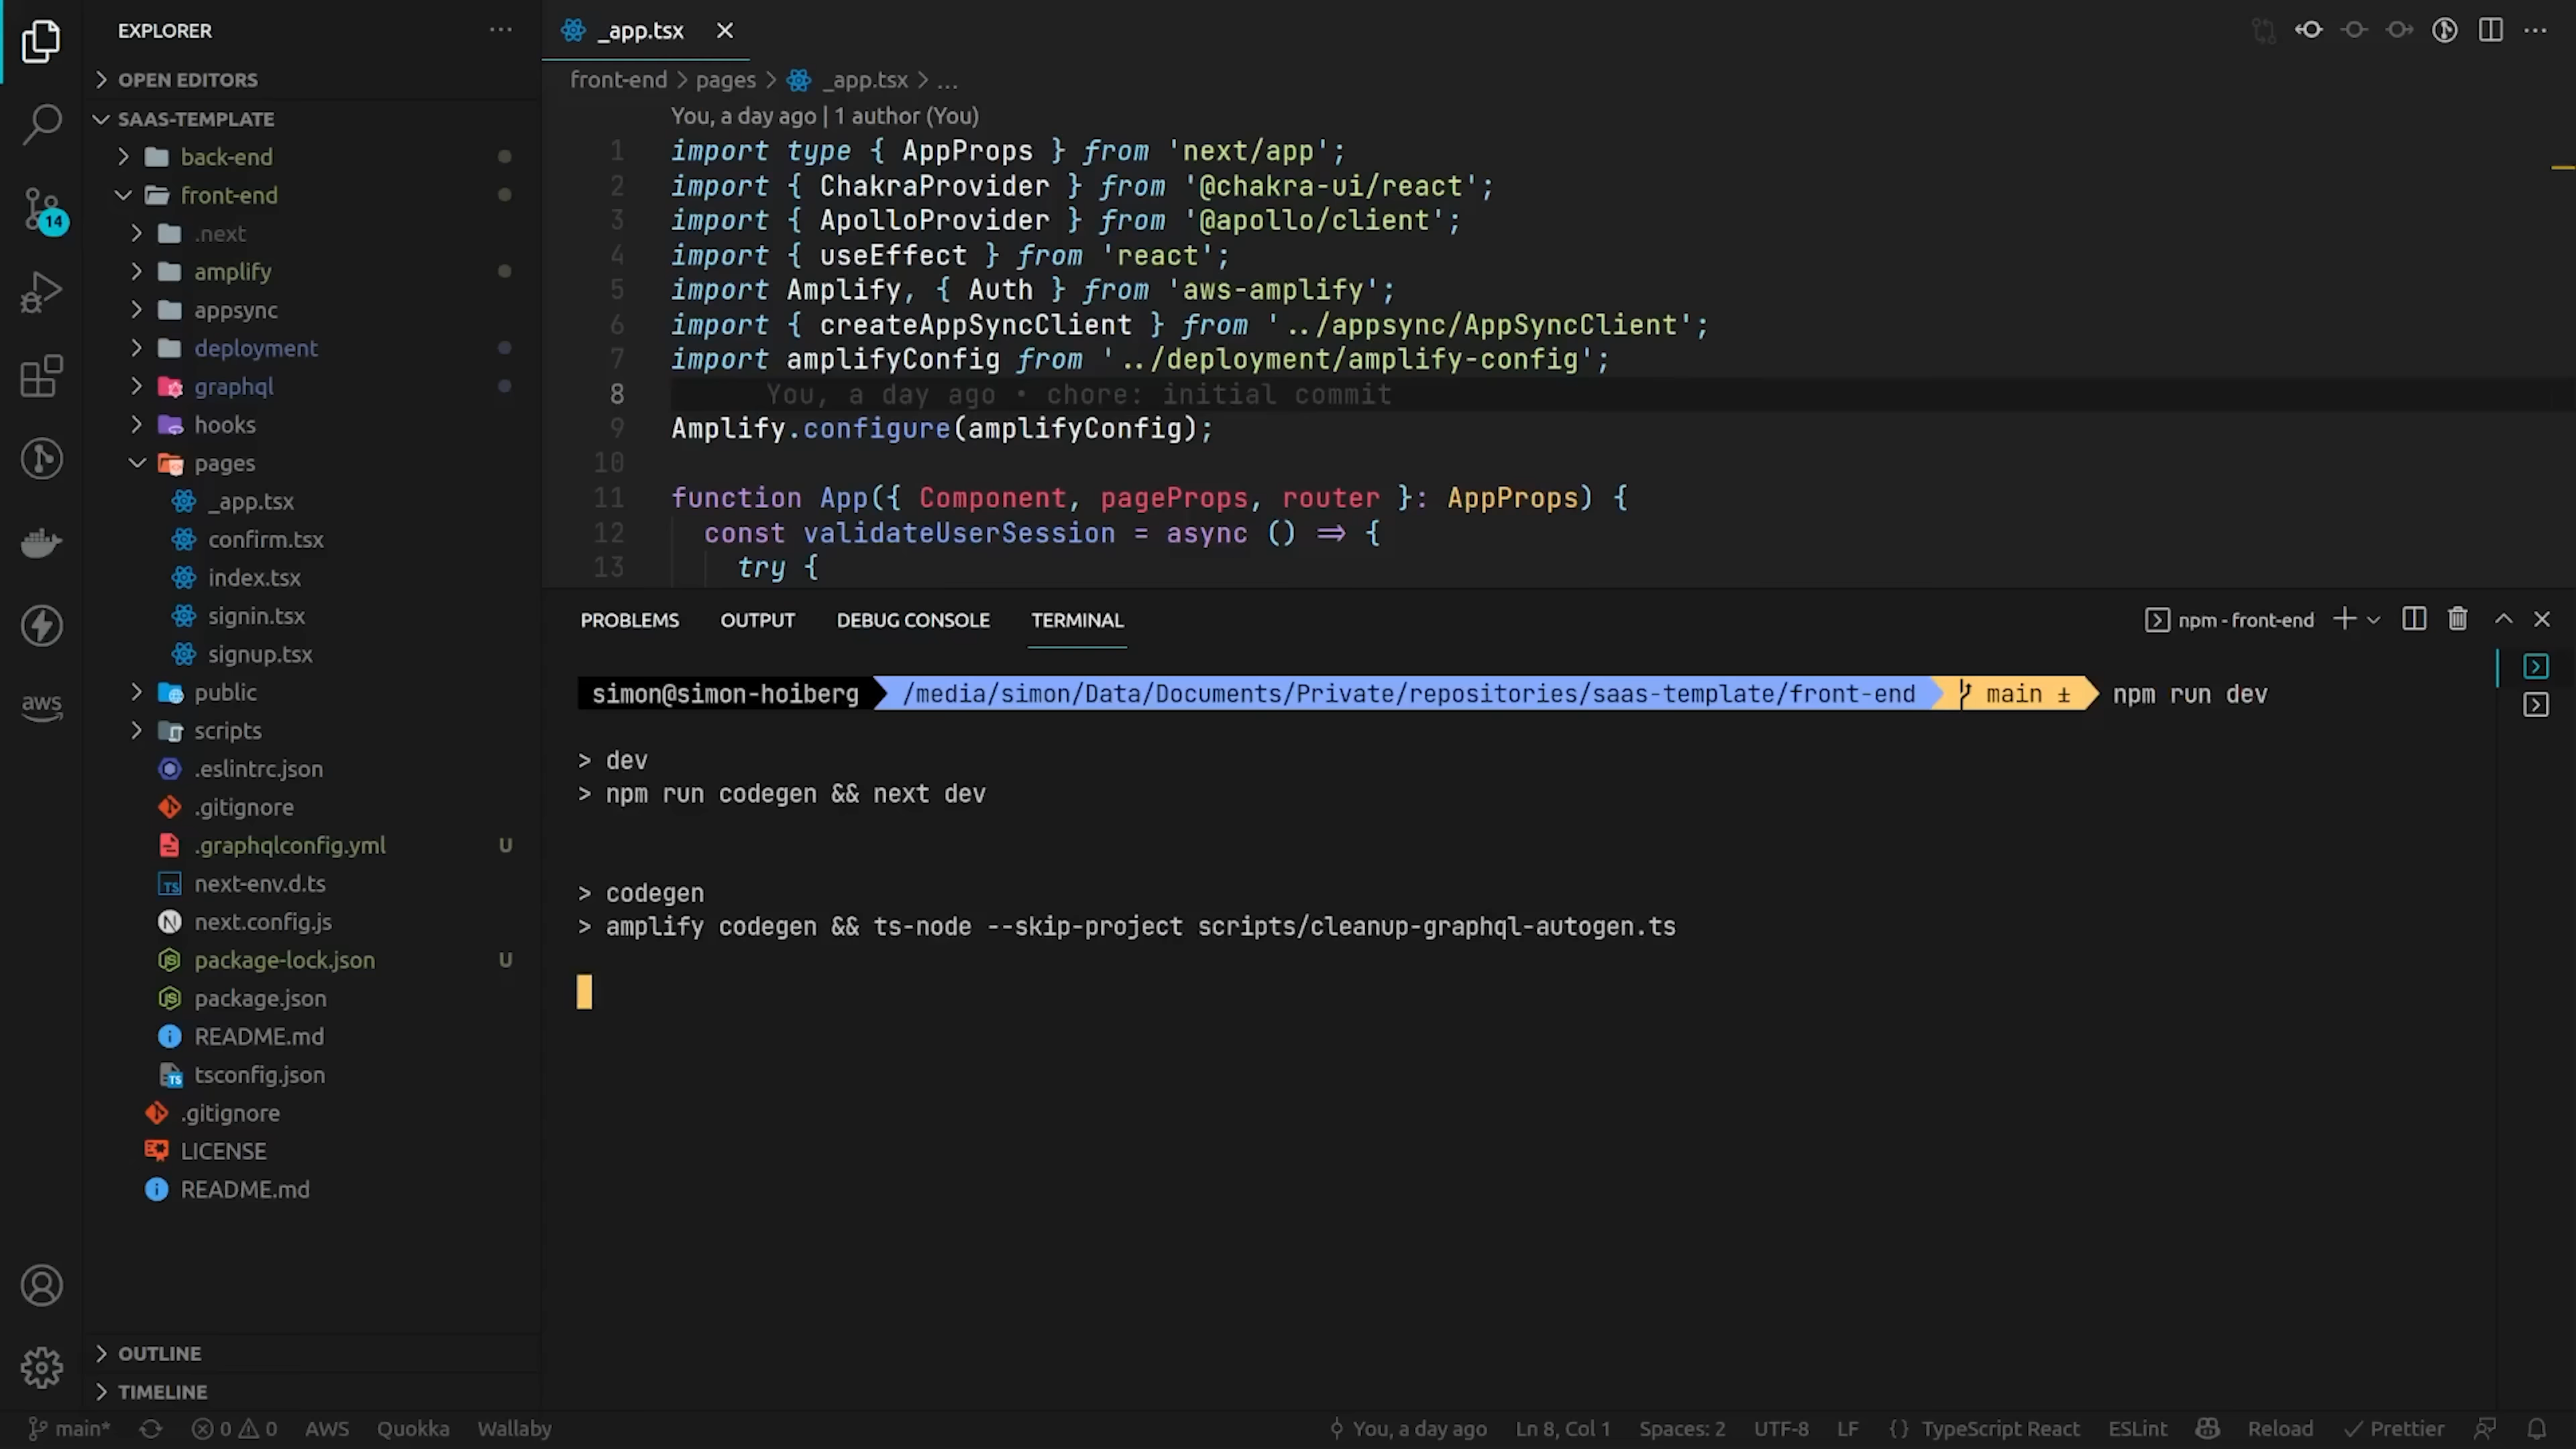 EXPLORER
OPEN EDITORS
SAAS-TEMPLATE
back-end
front-end
.next
amplify
appsync
deployment
graphql
hooks
pages
_app.tsx
confirm.tsx
index.tsx
signin.tsx
signup.tsx
public
scripts
.eslintrc.json
.gitignore
.graphqlconfig.yml U
next-env.d.ts
next.config.js
package-lock.json U
package.json
README.md
tsconfig.json
.gitignore
LICENSE
README.md
OUTLINE
TIMELINE
14
aws
_app.tsx
front-end > pages > _app.tsx > ...
You, a day ago | 1 author (You)
1 import type { AppProps } from 'next/app';
2 import { ChakraProvider } from '@chakra-ui/react';
3 import { ApolloProvider } from '@apollo/client';
4 import { useEffect } from 'react';
5 import Amplify, { Auth } from 'aws-amplify';
6 import { createAppSyncClient } from '../appsync/AppSyncClient';
7 import amplifyConfig from '../deployment/amplify-config';
8 You, a day ago • chore: initial commit
9 Amplify.configure(amplifyConfig);
10
11 function App({ Component, pageProps, router }: AppProps) {
12 const validateUserSession = async () => {
13 try {
PROBLEMS OUTPUT DEBUG CONSOLE TERMINAL npm - front-end
simon@simon-hoiberg /media/simon/Data/Documents/Private/repositories/saas-template/front-end main ± npm run dev
> dev
> npm run codegen && next dev
> codegen
> amplify codegen && ts-node --skip-project scripts/cleanup-graphql-autogen.ts
main* 0 0 AWS Quokka Wallaby You, a day ago Ln 8, Col 1 Spaces: 2 UTF-8 LF {} TypeScript React ESLint Reload Prettier